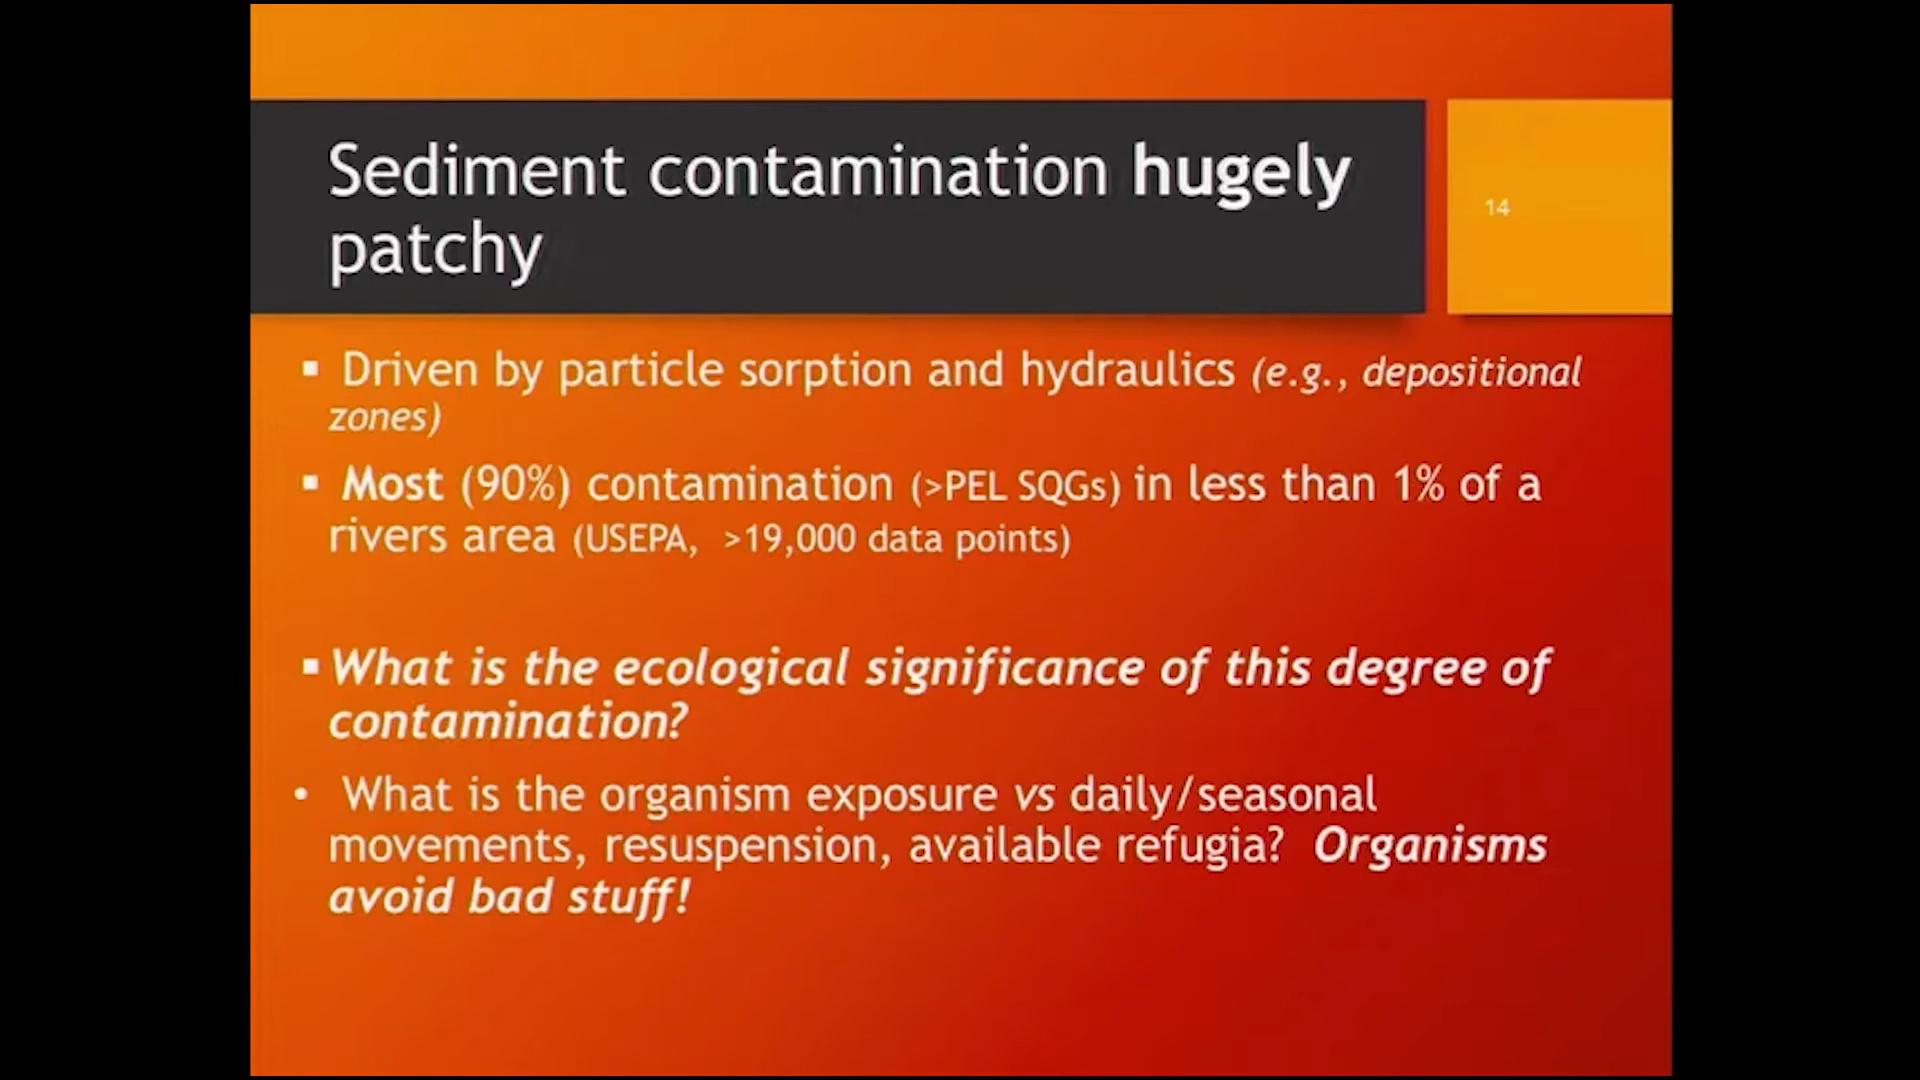 Sediment contamination hugely
patchy
14
▪ Driven by particle sorption and hydraulics (e.g., depositional
zones)
▪ Most (90%) contamination (>PEL SQGs) in less than 1% of a
rivers area (USEPA, >19,000 data points)
▪ What is the ecological significance of this degree of
contamination?
• What is the organism exposure vs daily/seasonal
movements, resuspension, available refugia? Organisms
avoid bad stuff!